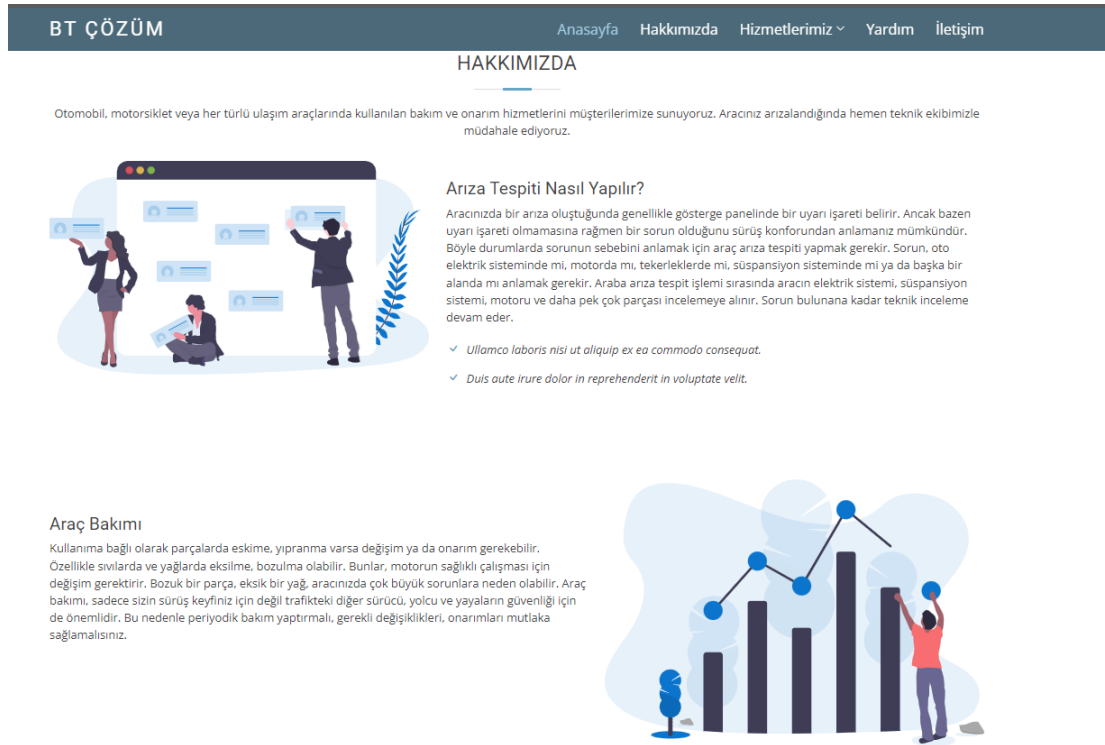 BT ÇÖZÜM
Anasayfa Hakkımızda Hizmetlerimiz Yardım İletişim
HAKKIMIZDA
Otomobil, motorsiklet veya her türlü ulaşım araçlarında kullanılan bakım ve onarım hizmetlerini müşterilerimize sunuyoruz. Aracınız arızalandığında hemen teknik ekibimizle
müdahale ediyoruz.
Arıza Tespiti Nasıl Yapılır?
Aracınızda bir arıza oluştuğunda genellikle gösterge panelinde bir uyarı işareti belirir. Ancak bazen
uyarı işareti olmamasına rağmen bir sorun olduğunu sürüş konforundan anlamanız mümkündür.
Böyle durumlarda sorunun sebebini anlamak için araç arıza tespiti yapmak gerekir. Sorun, oto
elektrik sisteminde mi, motorda mı, tekerleklerde mi, süspansiyon sisteminde mi ya da başka bir
alanda mı anlamak gerekir. Araba arıza tespit işlemi sırasında aracın elektrik sistemi, süspansiyon
sistemi, motoru ve daha pek çok parçası incelemeye alınır. Sorun bulunana kadar teknik inceleme
devam eder.
Ullamco laboris nisi ut aliquip ex ea commodo consequat.
Duis aute irure dolor in reprehenderit in voluptate velit.
Araç Bakımı
Kullanıma bağlı olarak parçalarda eskime, yıpranma varsa değişim ya da onarım gerekebilir.
Özellikle sıvılarda ve yağlarda eksilme, bozulma olabilir. Bunlar, motorun sağlıklı çalışması için
değişim gerektirir. Bozuk bir parça, eksik bir yağ, aracınızda çok büyük sorunlara neden olabilir. Araç
bakımı, sadece sizin sürüş keyfiniz için değil trafikteki diğer sürücü, yolcu ve yayaların güvenliği için
de önemlidir. Bu nedenle periyodik bakım yaptırmalı, gerekli değişiklikleri, onarımları mutlaka
sağlamalısınız.